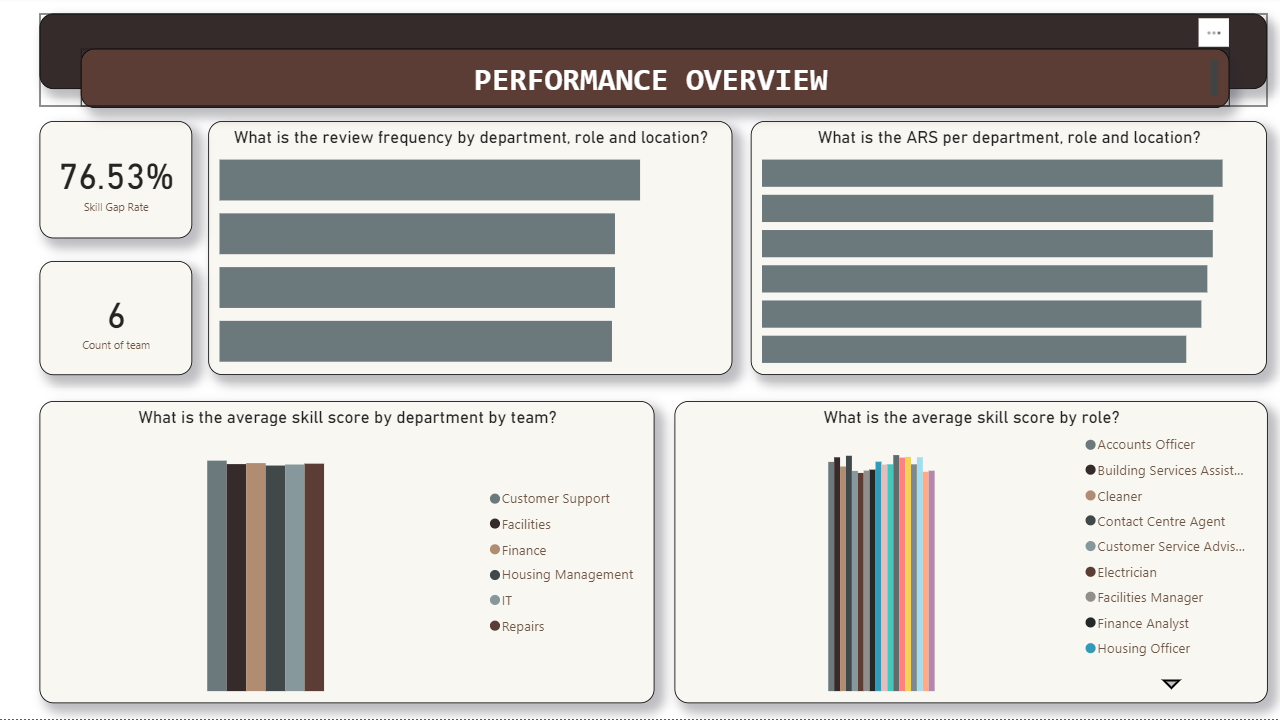 PERFORMANCE OVERVIEW
76.53%
Skill Gap Rate
6
Count of team
What is the review frequency by department, role and location?
What is the ARS per department, role and location?
What is the average skill score by department by team?
Customer Support
Facilities
Finance
Housing Management
IT
Repairs
What is the average skill score by role?
Accounts Officer
Building Services Assist...
Cleaner
Contact Centre Agent
Customer Service Advis...
Electrician
Facilities Manager
Finance Analyst
Housing Officer